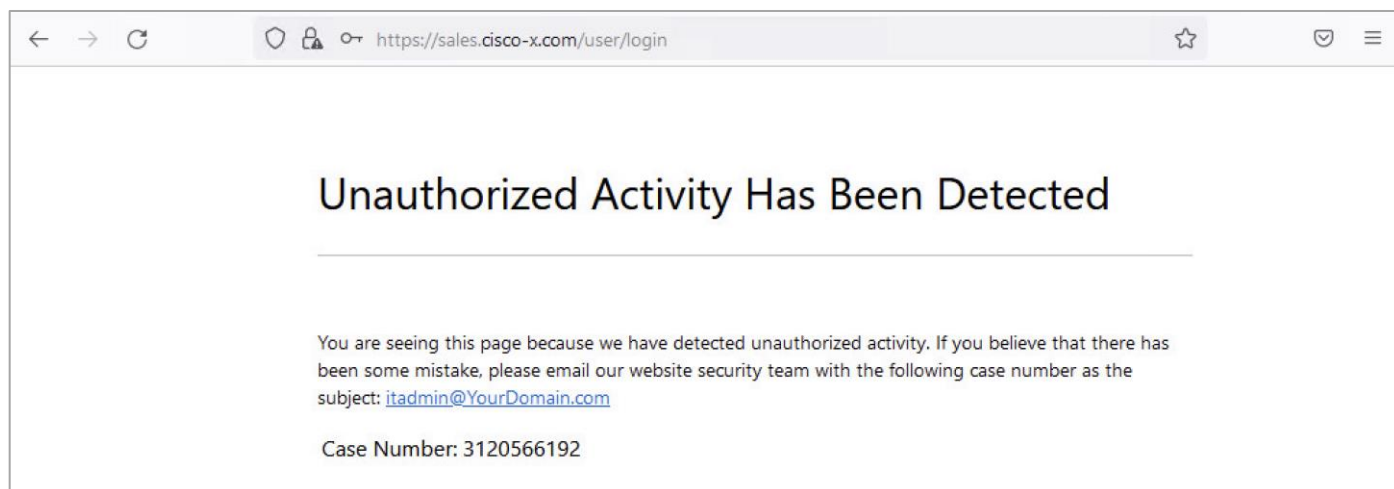 https://sales.cisco-x.com/user/login
Unauthorized Activity Has Been Detected
You are seeing this page because we have detected unauthorized activity. If you believe that there has
been some mistake, please email our website security team with the following case number as the
subject: itadmin@YourDomain.com
Case Number: 3120566192